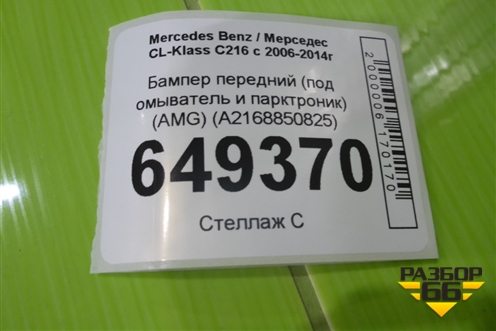 Mercedes Benz / Мерседес
CL-Klass C216 с 2006-2014г
Бампер передний (под
омыватель и парктроник)
(AMG) (A2168850825)
649370
Стеллаж С
2000006170170
РАЗБОР
66